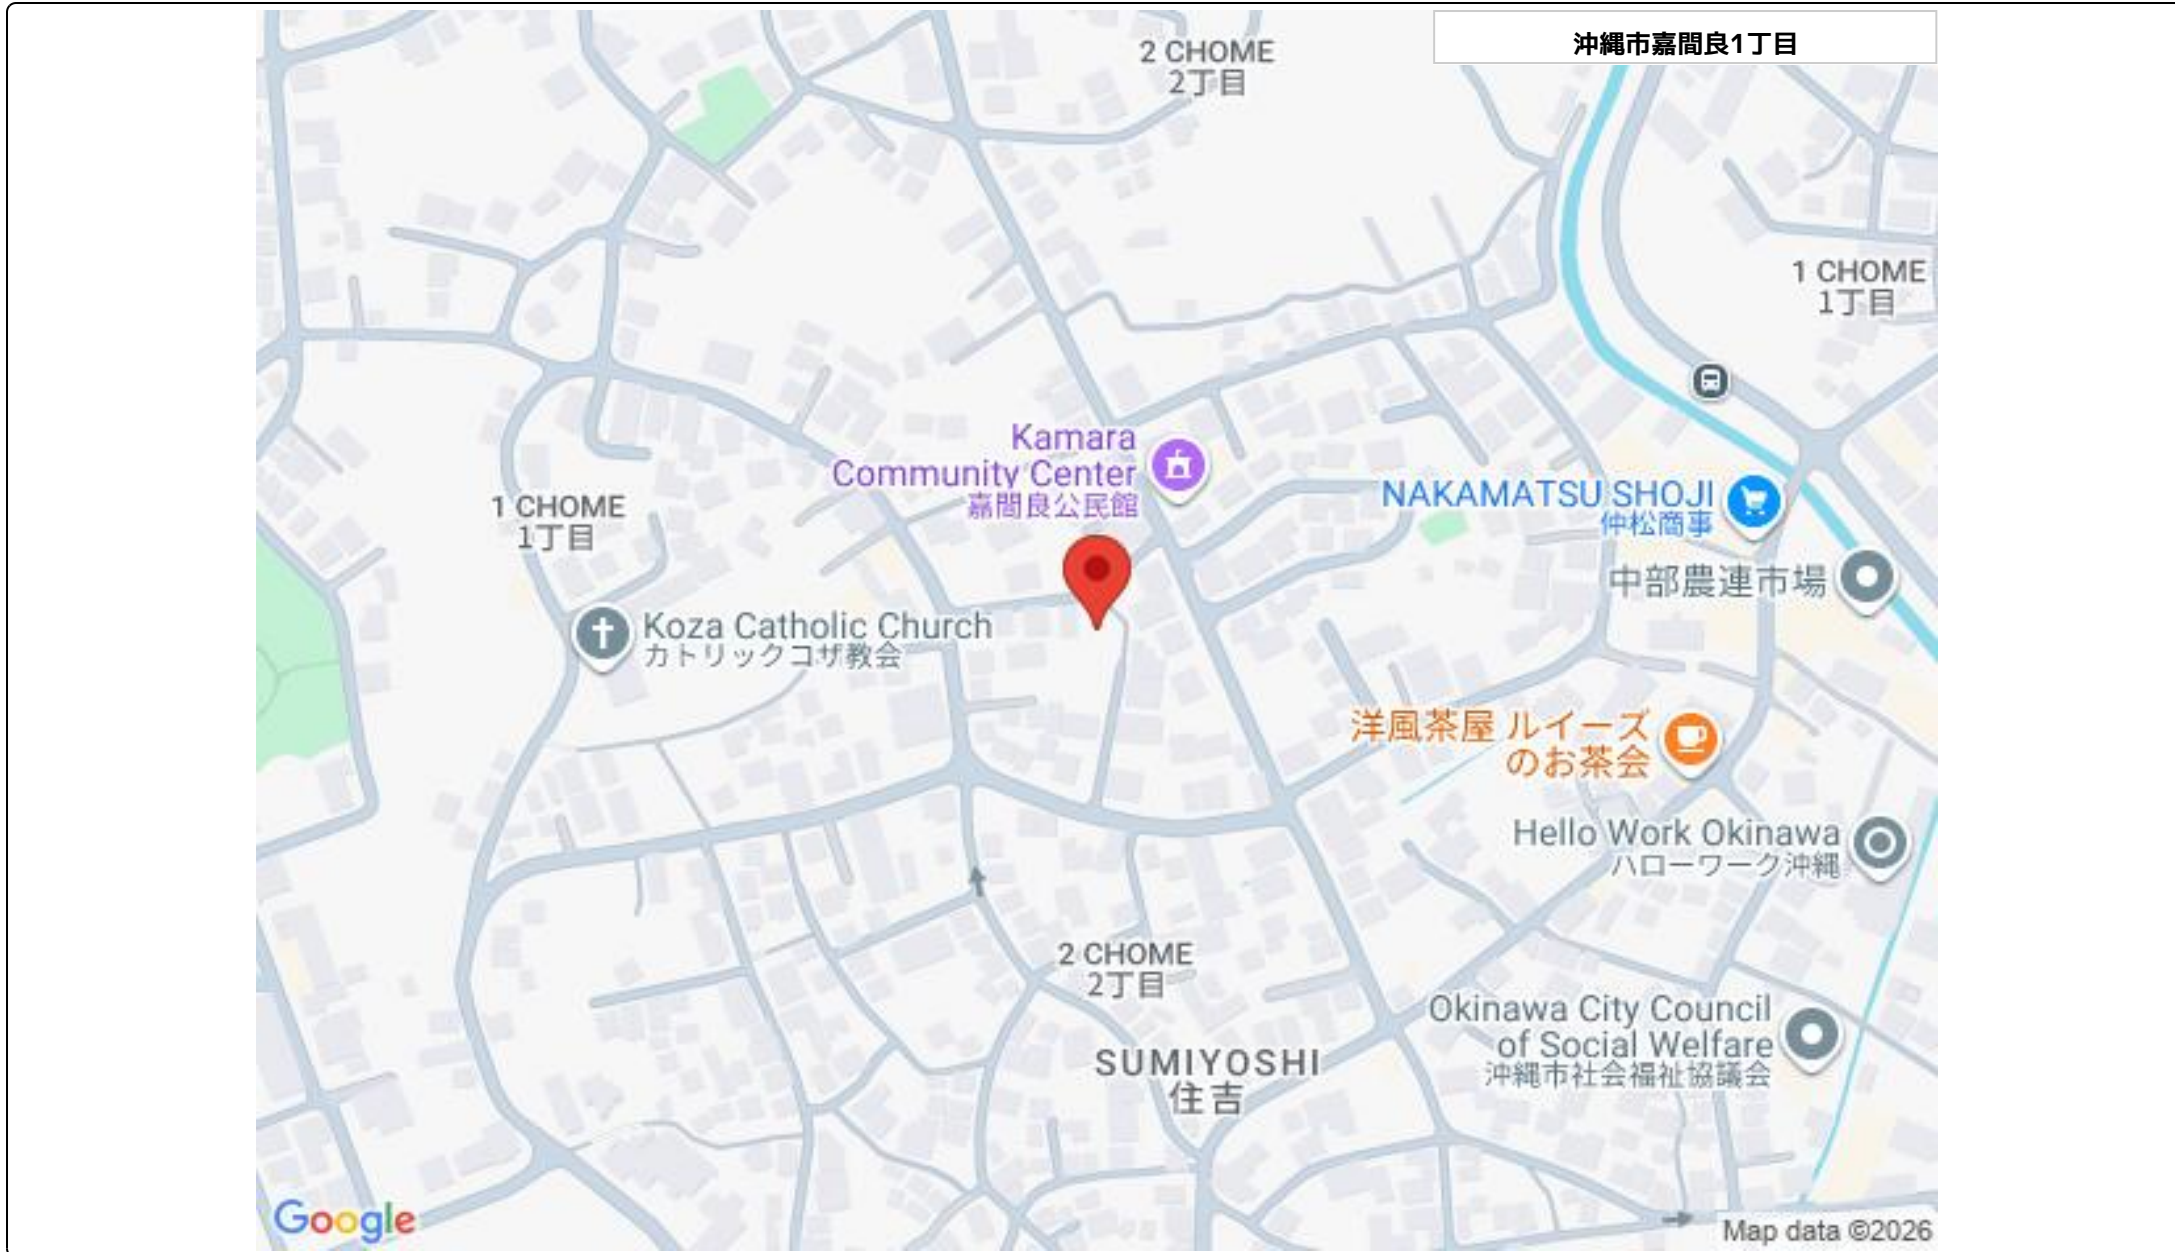 沖縄市嘉間良1丁目
2 CHOME
2丁目
1 CHOME
1丁目
Kamara
Community Center
嘉間良公民館
NAKAMATSU SHOJI
仲松商事
1 CHOME
1丁目
中部農連市場
Koza Catholic Church
カトリックコザ教会
洋風茶屋 ルイーズ
のお茶会
Hello Work Okinawa
ハローワーク沖縄
2 CHOME
2丁目
Okinawa City Council
of Social Welfare
沖縄市社会福祉協議会
SUMIYOSHI
住吉
Google
Map data ©2026